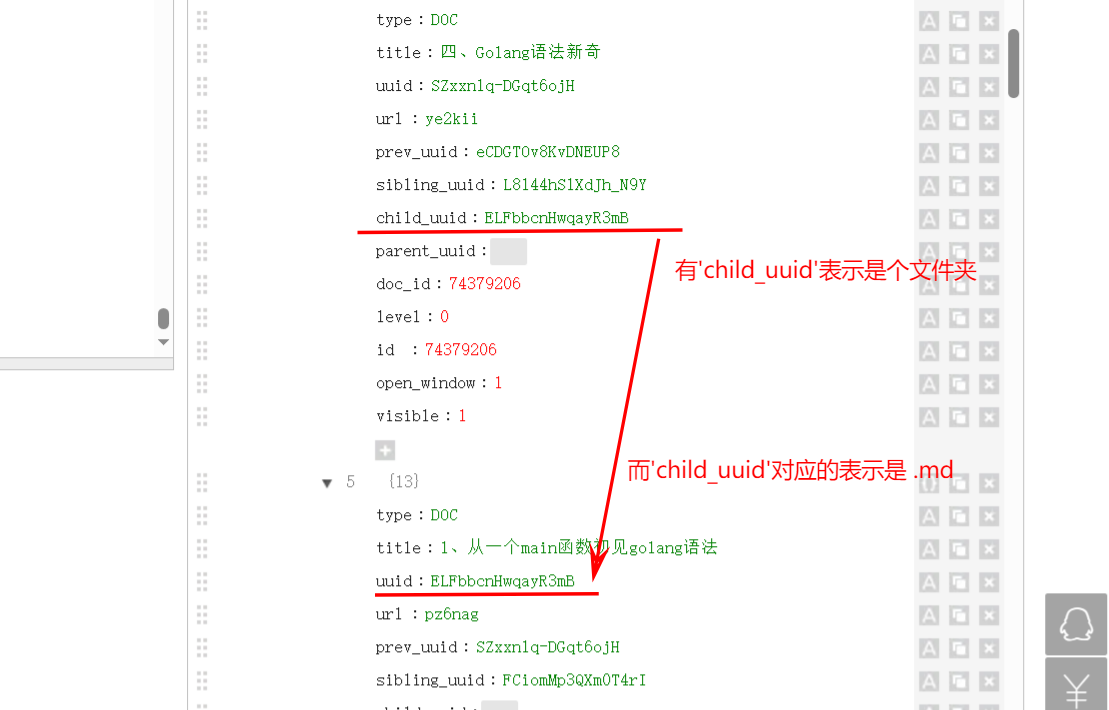 type : DOC
title : 四、Golang语法新奇
uuid : SZxxnlq-DGqt6ojH
url : ye2kii
prev_uuid : eCDGTOv8KvDNEUP8
sibling_uuid : L8144hSlXdJh_N9Y
child_uuid : ELFbbcnHwqayR3mB
parent_uuid :
有'child_uuid'表示是个文件夹
doc_id : 74379206
level : 0
id : 74379206
open_window : 1
visible : 1
而'child_uuid'对应的表示是 .md
5 {13}
type : DOC
title : 1、从一个main函数初见golang语法
uuid : ELFbbcnHwqayR3mB
url : pz6nag
prev_uuid : SZxxnlq-DGqt6ojH
sibling_uuid : FCiomMp3QXm0T4rI